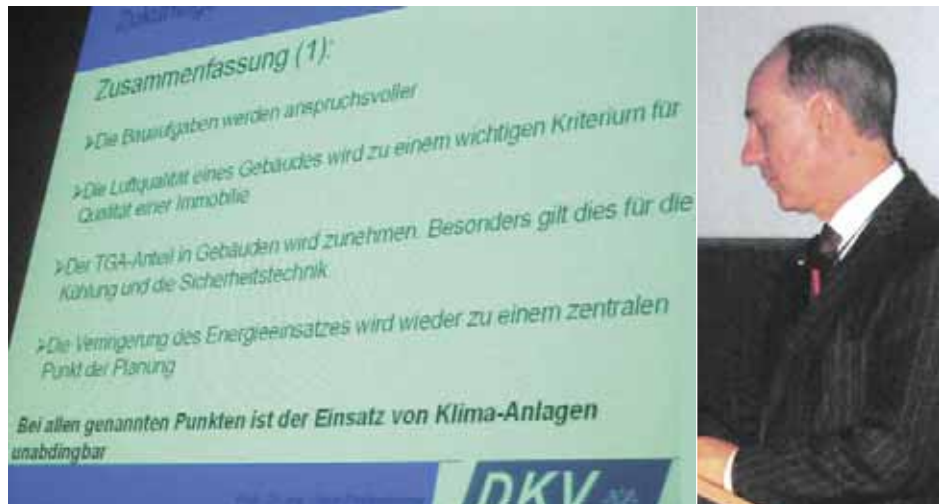 Zusammenfassung (1):
➢Die Bauaufgaben werden anspruchsvoller
➢Die Luftqualität eines Gebäudes wird zu einem wichtigen Kriterium für
Qualität einer Immobilie
➢Der TGA-Anteil in Gebäuden wird zunehmen. Besonders gilt dies für die
Kühlung und die Sicherheitstechnik
➢Die Verringerung des Energieeinsatzes wird wieder zu einem zentralen
Punkt der Planung
Bei allen genannten Punkten ist der Einsatz von Klima-Anlagen
unabdingbar
DKV